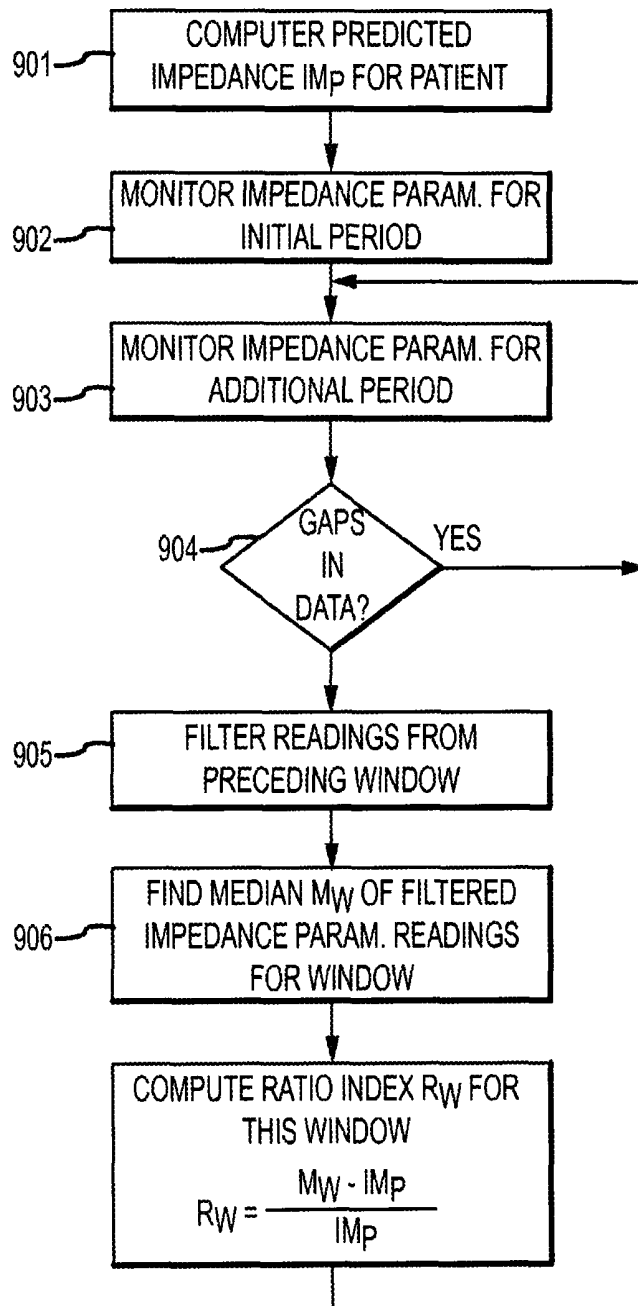 901
COMPUTER PREDICTED
IMPEDANCE IMP FOR PATIENT
902
MONITOR IMPEDANCE PARAM. FOR
INITIAL PERIOD
903
MONITOR IMPEDANCE PARAM. FOR
ADDITIONAL PERIOD
904
GAPS
IN
DATA?
YES
905
FILTER READINGS FROM
PRECEDING WINDOW
906
FIND MEDIAN MW OF FILTERED
IMPEDANCE PARAM. READINGS
FOR WINDOW
COMPUTE RATIO INDEX RW FOR
THIS WINDOW
RW = MW - IMP / IMP